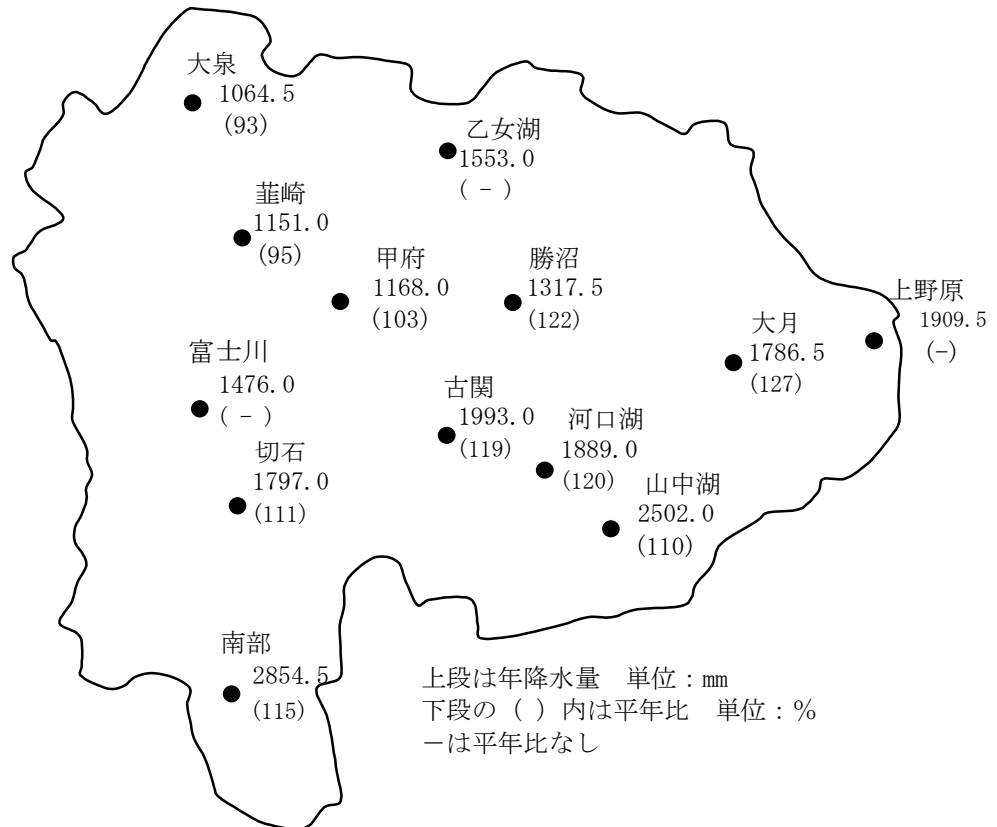 大泉
1064.5
(93)
乙女湖
1553.0
( - )
韮崎
1151.0
(95)
甲府
1168.0
(103)
勝沼
1317.5
(122)
上野原
1909.5
(-)
大月
1786.5
(127)
富士川
1476.0
( - )
古関
1993.0
(119)
河口湖
1889.0
(120)
切石
1797.0
(111)
山中湖
2502.0
(110)
南部
2854.5
(115)
上段は年降水量　単位：㎜
下段の（ ）内は平年比　単位：％
－は平年比なし